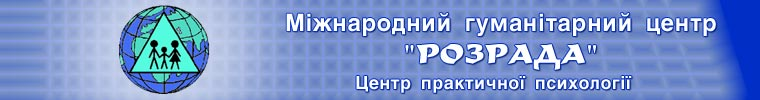 Міжнародний гуманітарний центр
"РОЗРАДА"
Центр практичної психології